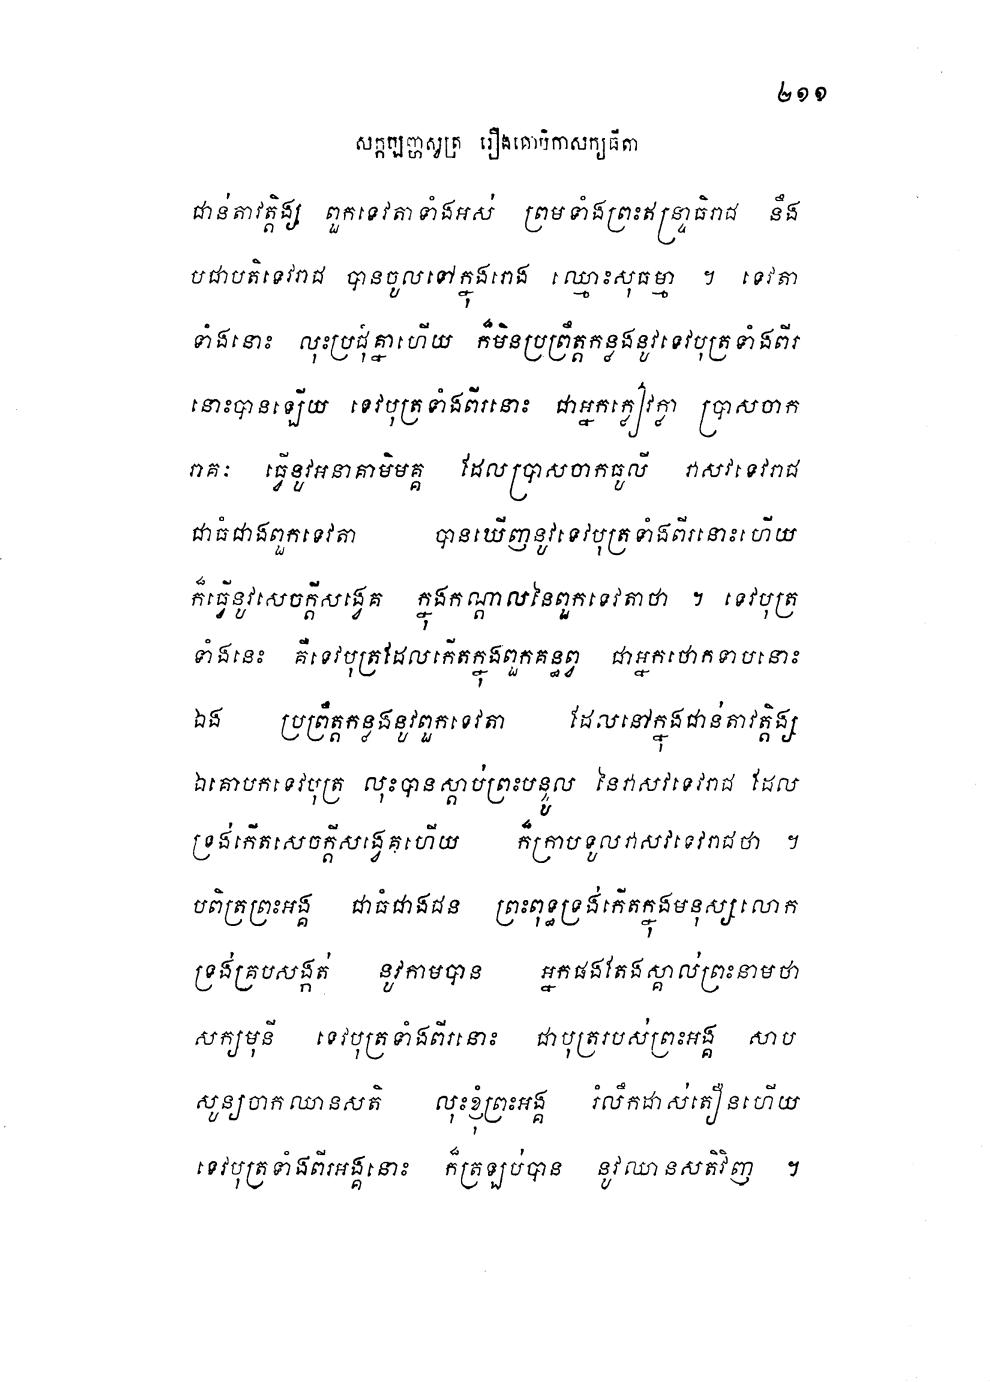 ២១១
សក្កប្បញ្ហសូត្រ រឿងគោបិកាសក្យធីតា
ជាន់តាវត្តិង្ស ពួកទេវតាទាំងអស់ ព្រមទាំងព្រះឥន្ទ្រាធិរាជ នឹង
បជាបតិទេវរាជ បានចូលទៅក្នុងរោង ឈ្មោះសុធម្មា ។ ទេវតា
ទាំងនោះ លុះប្រជុំគ្នាហើយ ក៏មិនប្រព្រឹត្តកន្លងនូវទេវបុត្រទាំងពីរ
នោះបានឡើយ ទេវបុត្រទាំងពីរនោះ ជាអ្នកក្លៀវក្លា ប្រាសចាក
រាគៈ ធ្វើនូវអនាគាមិមគ្គ ដែលប្រាសចាកធូលី វាសវទេវរាជ
ជាធំជាងពួកទេវតា បានឃើញនូវទេវបុត្រទាំងពីរនោះហើយ
ក៏ធ្វើនូវសេចក្តីសង្វេគ ក្នុងកណ្តាលនៃពួកទេវតាថា ។ ទេវបុត្រ
ទាំងនេះ គឺទេវបុត្រដែលកើតក្នុងពួកគន្ធព្វ ជាអ្នកថោកទាបនោះ
ឯង ប្រព្រឹត្តកន្លងនូវពួកទេវតា ដែលនៅក្នុងជាន់តាវត្តិង្ស
ឯគោបកទេវបុត្រ លុះបានស្តាប់ព្រះបន្ទូល នៃវាសវទេវរាជ ដែល
ទ្រង់កើតសេចក្តីសង្វេគហើយ ក៏ក្រាបទូលវាសវទេវរាជថា ។
បពិត្រព្រះអង្គ ជាធំជាងជន ព្រះពុទ្ធទ្រង់កើតក្នុងមនុស្សលោក
ទ្រង់គ្របសង្កត់ នូវកាមបាន អ្នកផងតែងស្គាល់ព្រះនាមថា
សក្យមុនី ទេវបុត្រទាំងពីរនោះ ជាបុត្ររបស់ព្រះអង្គ សាប
សូន្យចាកឈានសតិ លុះខ្ញុំព្រះអង្គ រំលឹកដាស់តឿនហើយ
ទេវបុត្រទាំងពីរអង្គនោះ ក៏ត្រឡប់បាន នូវឈានសតិវិញ ។